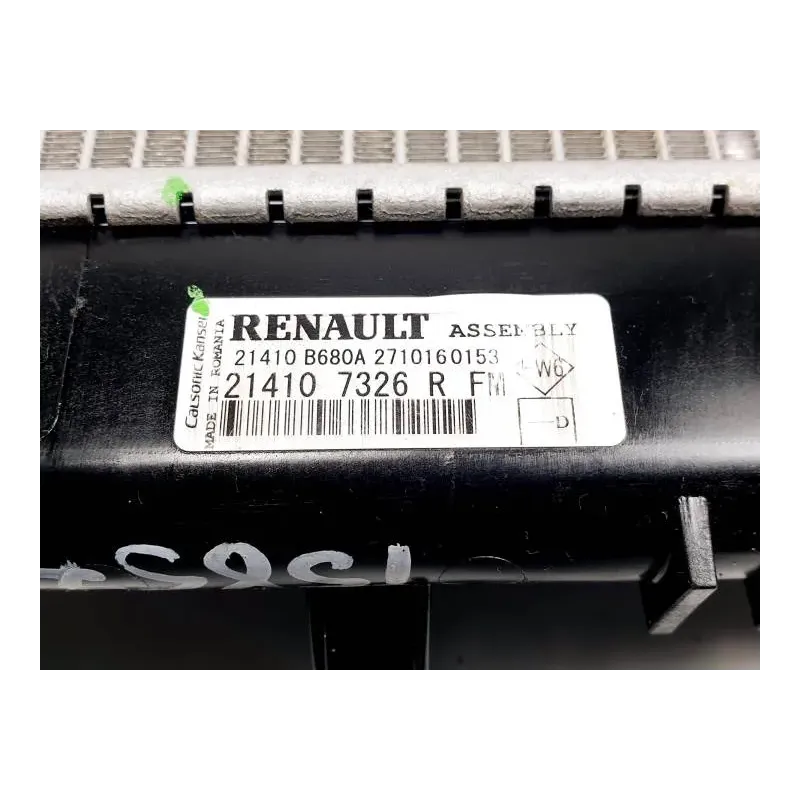 Calsonic Kansei
MADE IN ROMANIA
RENAULT ASSEMBLY
21410 B680A 2710160153
W6
21410 7326 R FM
D